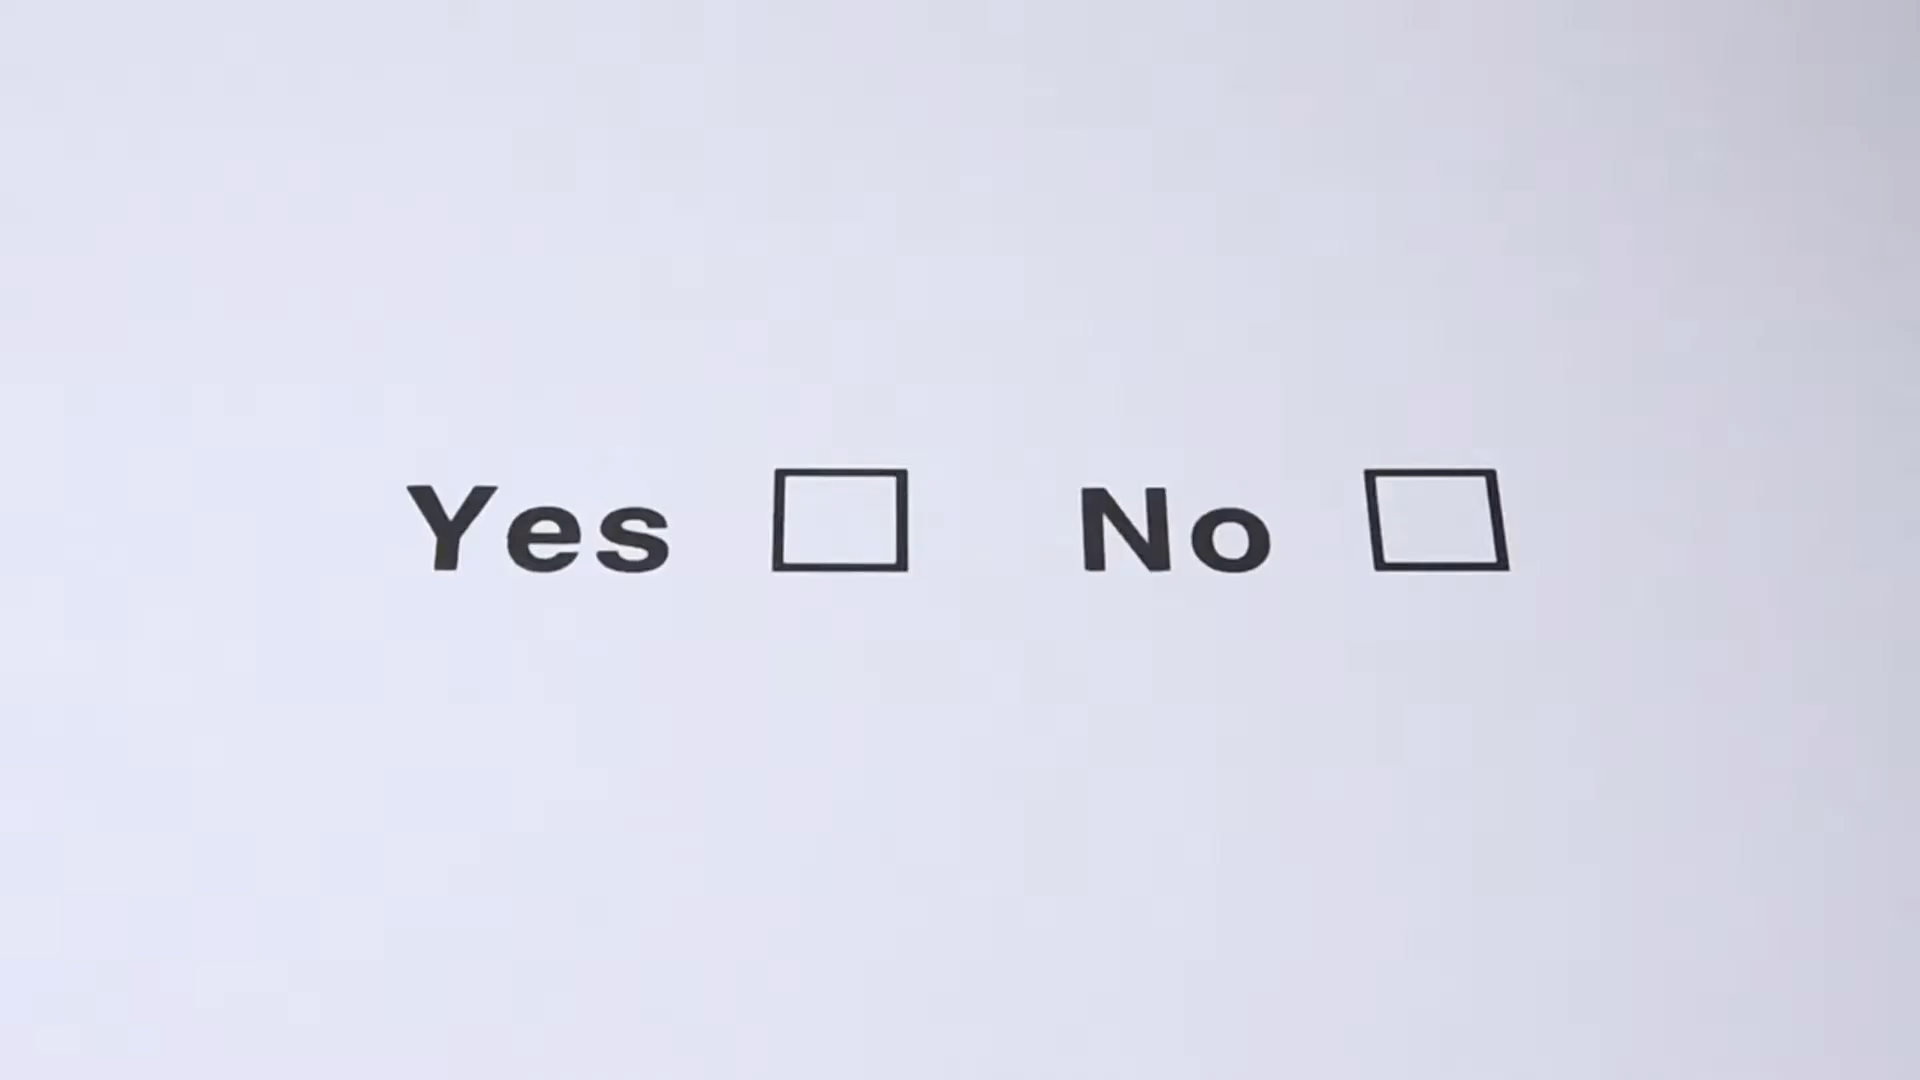 Yes ☐ No ☐